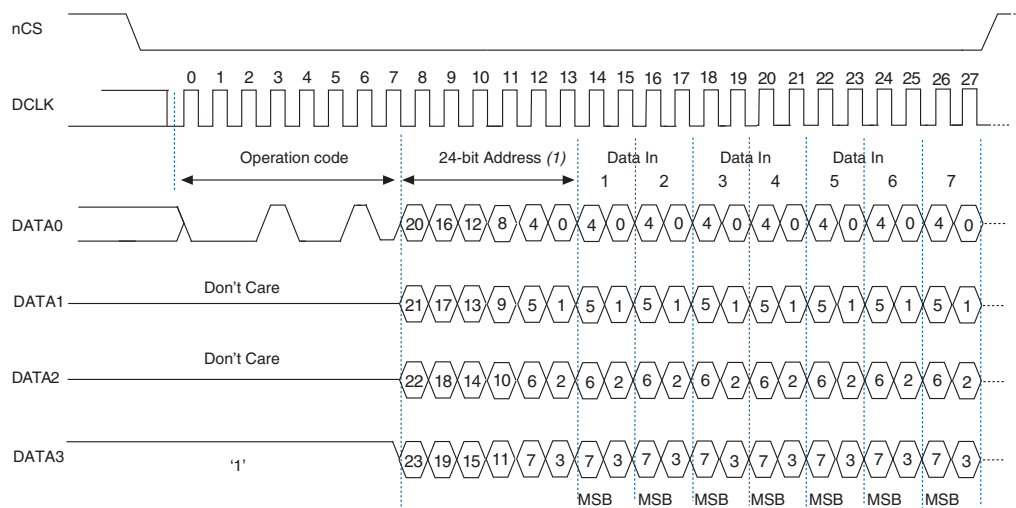 nCS
0 1 2 3 4 5 6 7 8 9 10 11 12 13 14 15 16 17 18 19 20 21 22 23 24 25 26 27
DCLK
Operation code 24-bit Address (1) Data In Data In Data In
1 2 3 4 5 6 7
DATA0 20 16 12 8 4 0 4 0 4 0 4 0 4 0 4 0 4 0 4 0
Don't Care
DATA1 21 17 13 9 5 1 5 1 5 1 5 1 5 1 5 1 5 1 5 1
Don't Care
DATA2 22 18 14 10 6 2 6 2 6 2 6 2 6 2 6 2 6 2 6 2
DATA3 '1' 23 19 15 11 7 3 7 3 7 3 7 3 7 3 7 3 7 3 7 3
MSB MSB MSB MSB MSB MSB MSB